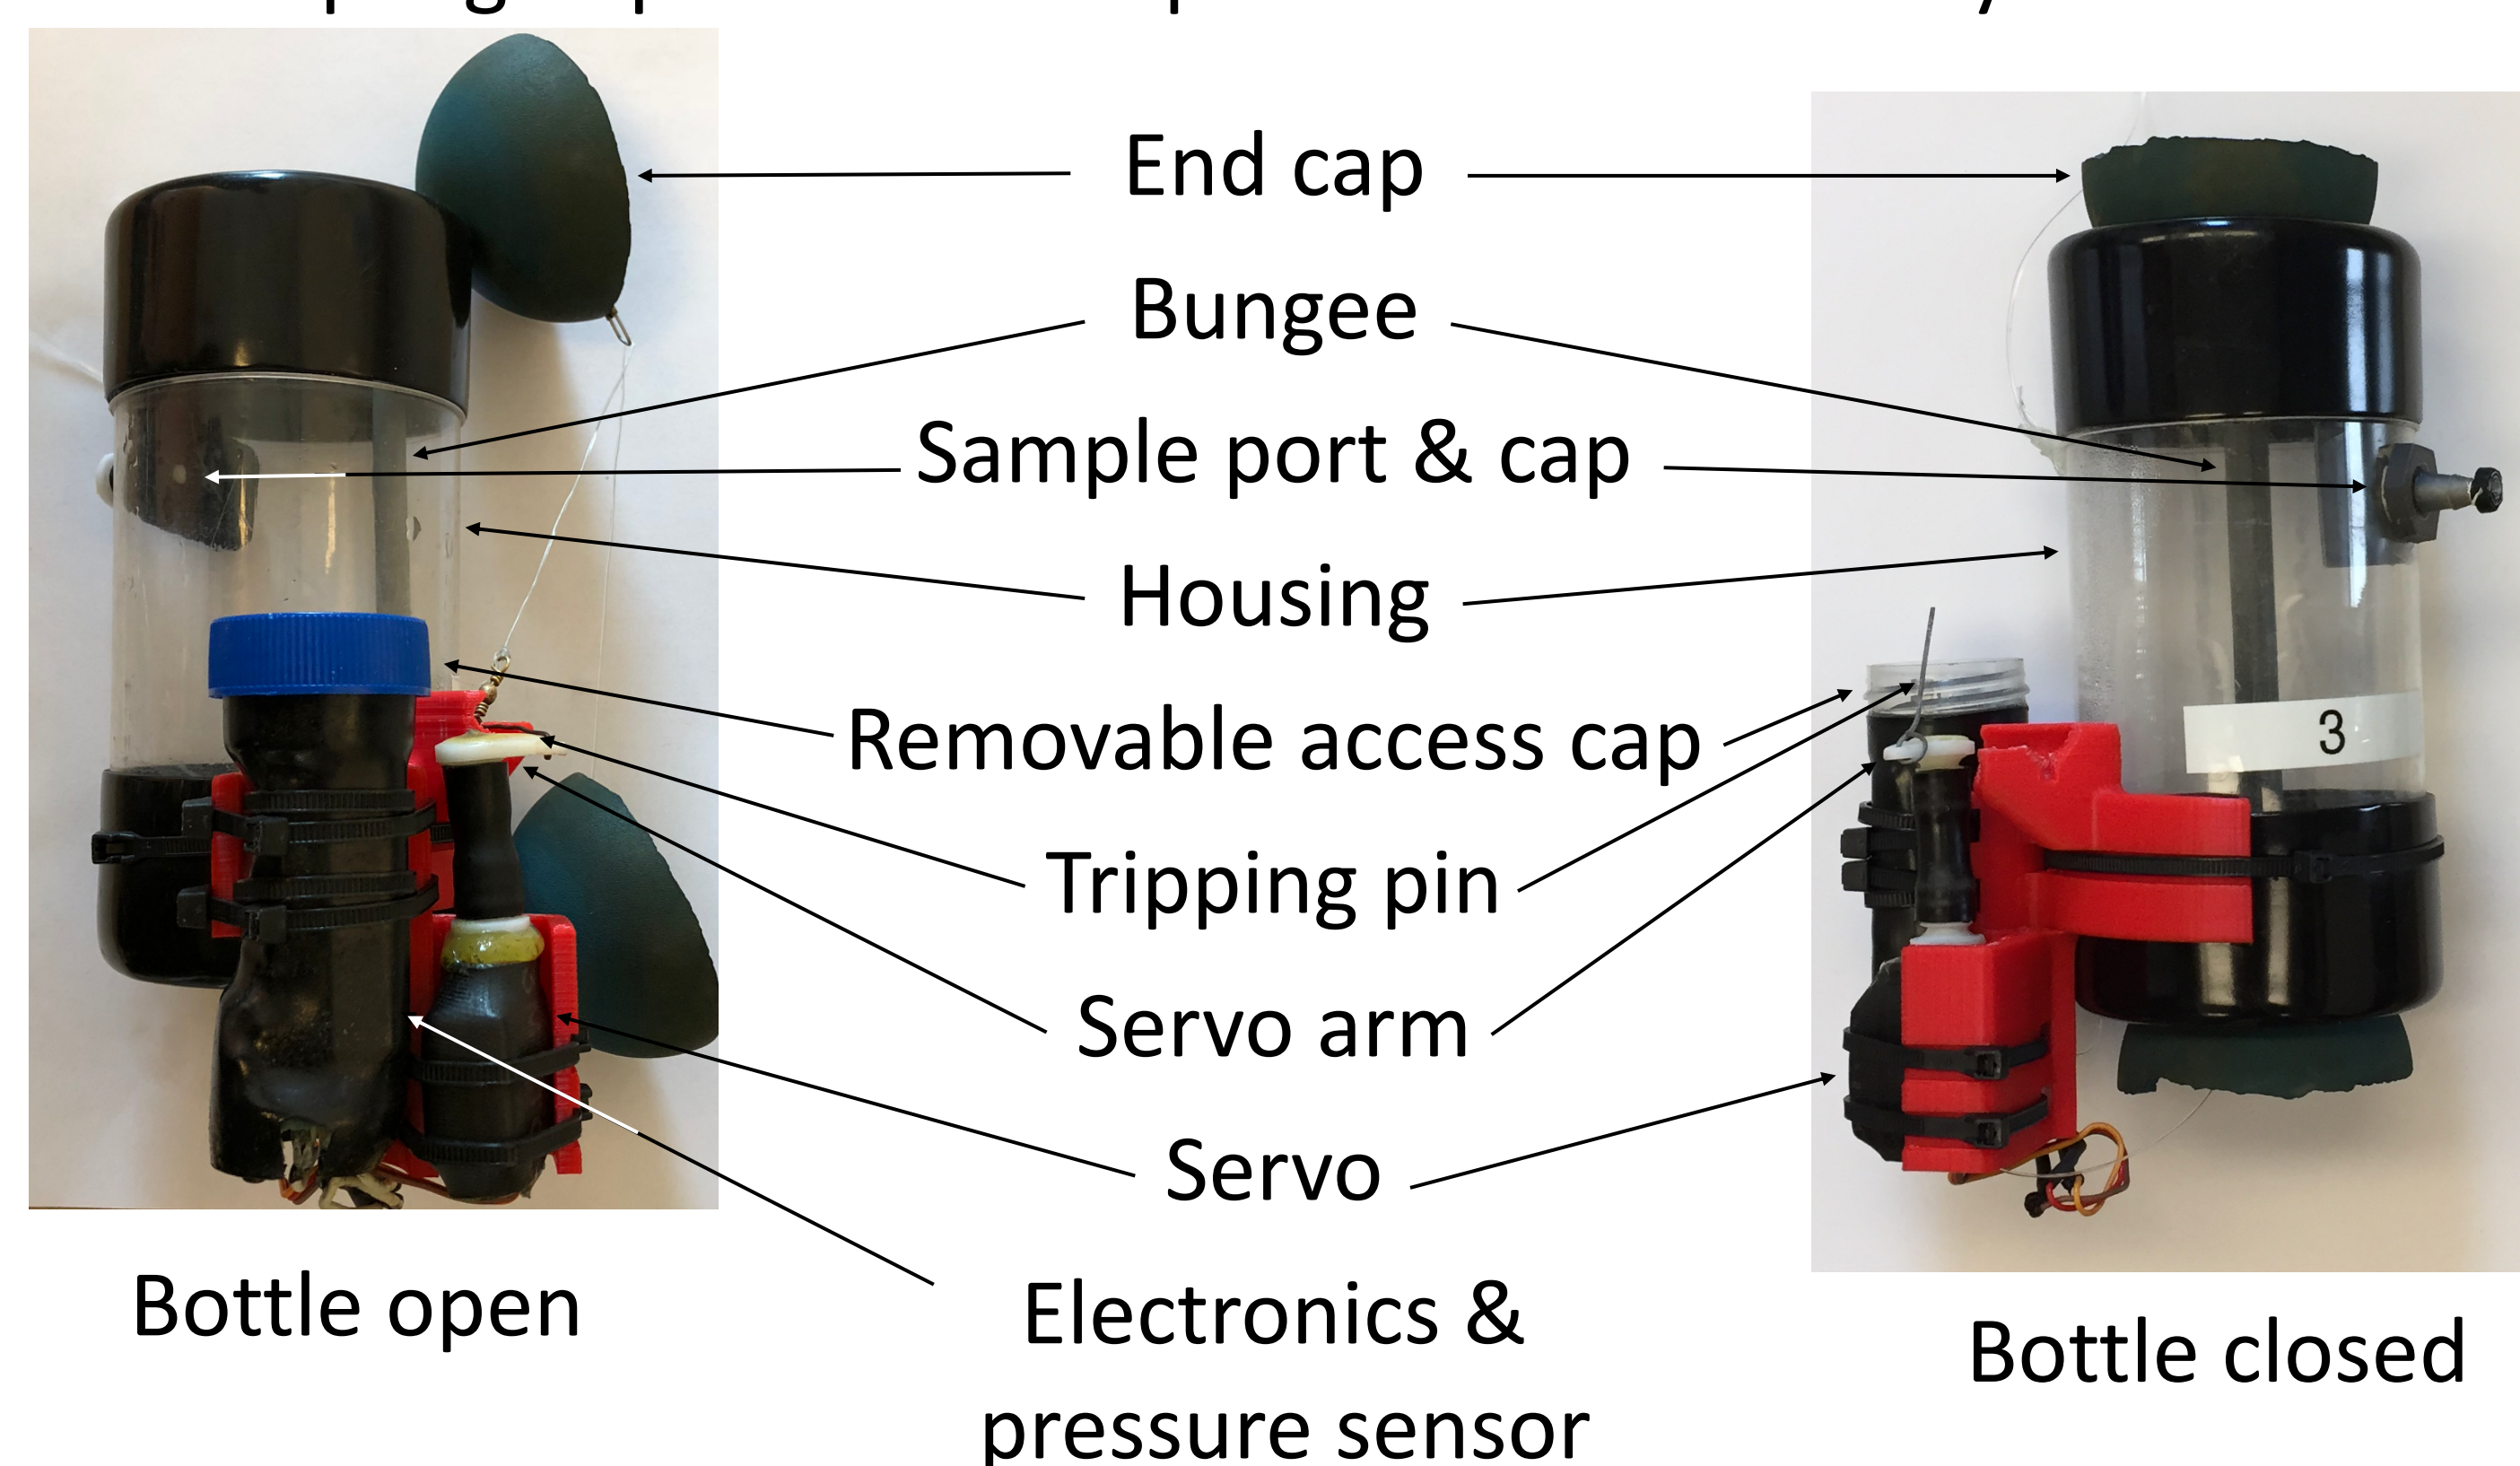 End cap
Bungee
Sample port & cap
Housing
Removable access cap
Tripping pin
Servo arm
Servo
Electronics &
pressure sensor
Bottle open
3
Bottle closed